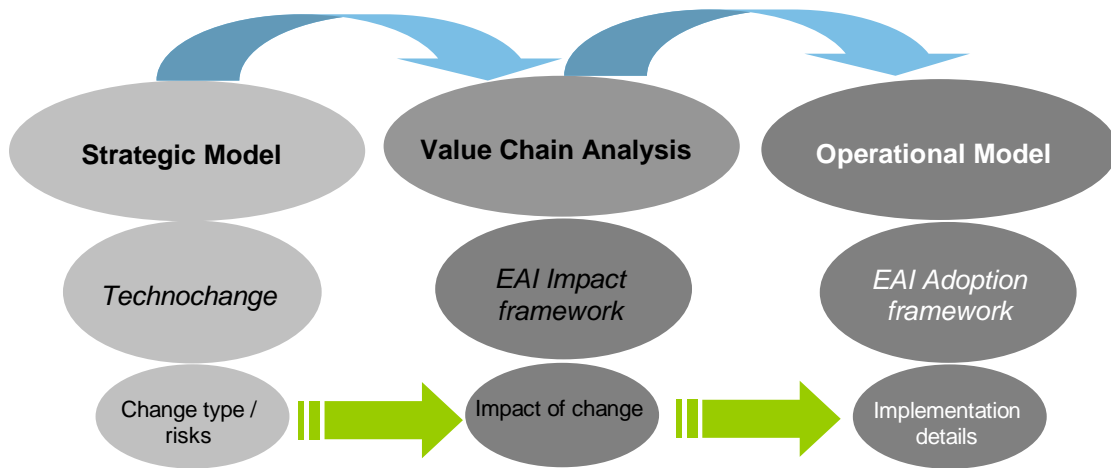 Strategic Model
Value Chain Analysis
Operational Model
Technochange
EAI Impact
framework
EAI Adoption
framework
Change type /
risks
Impact of change
Implementation
details